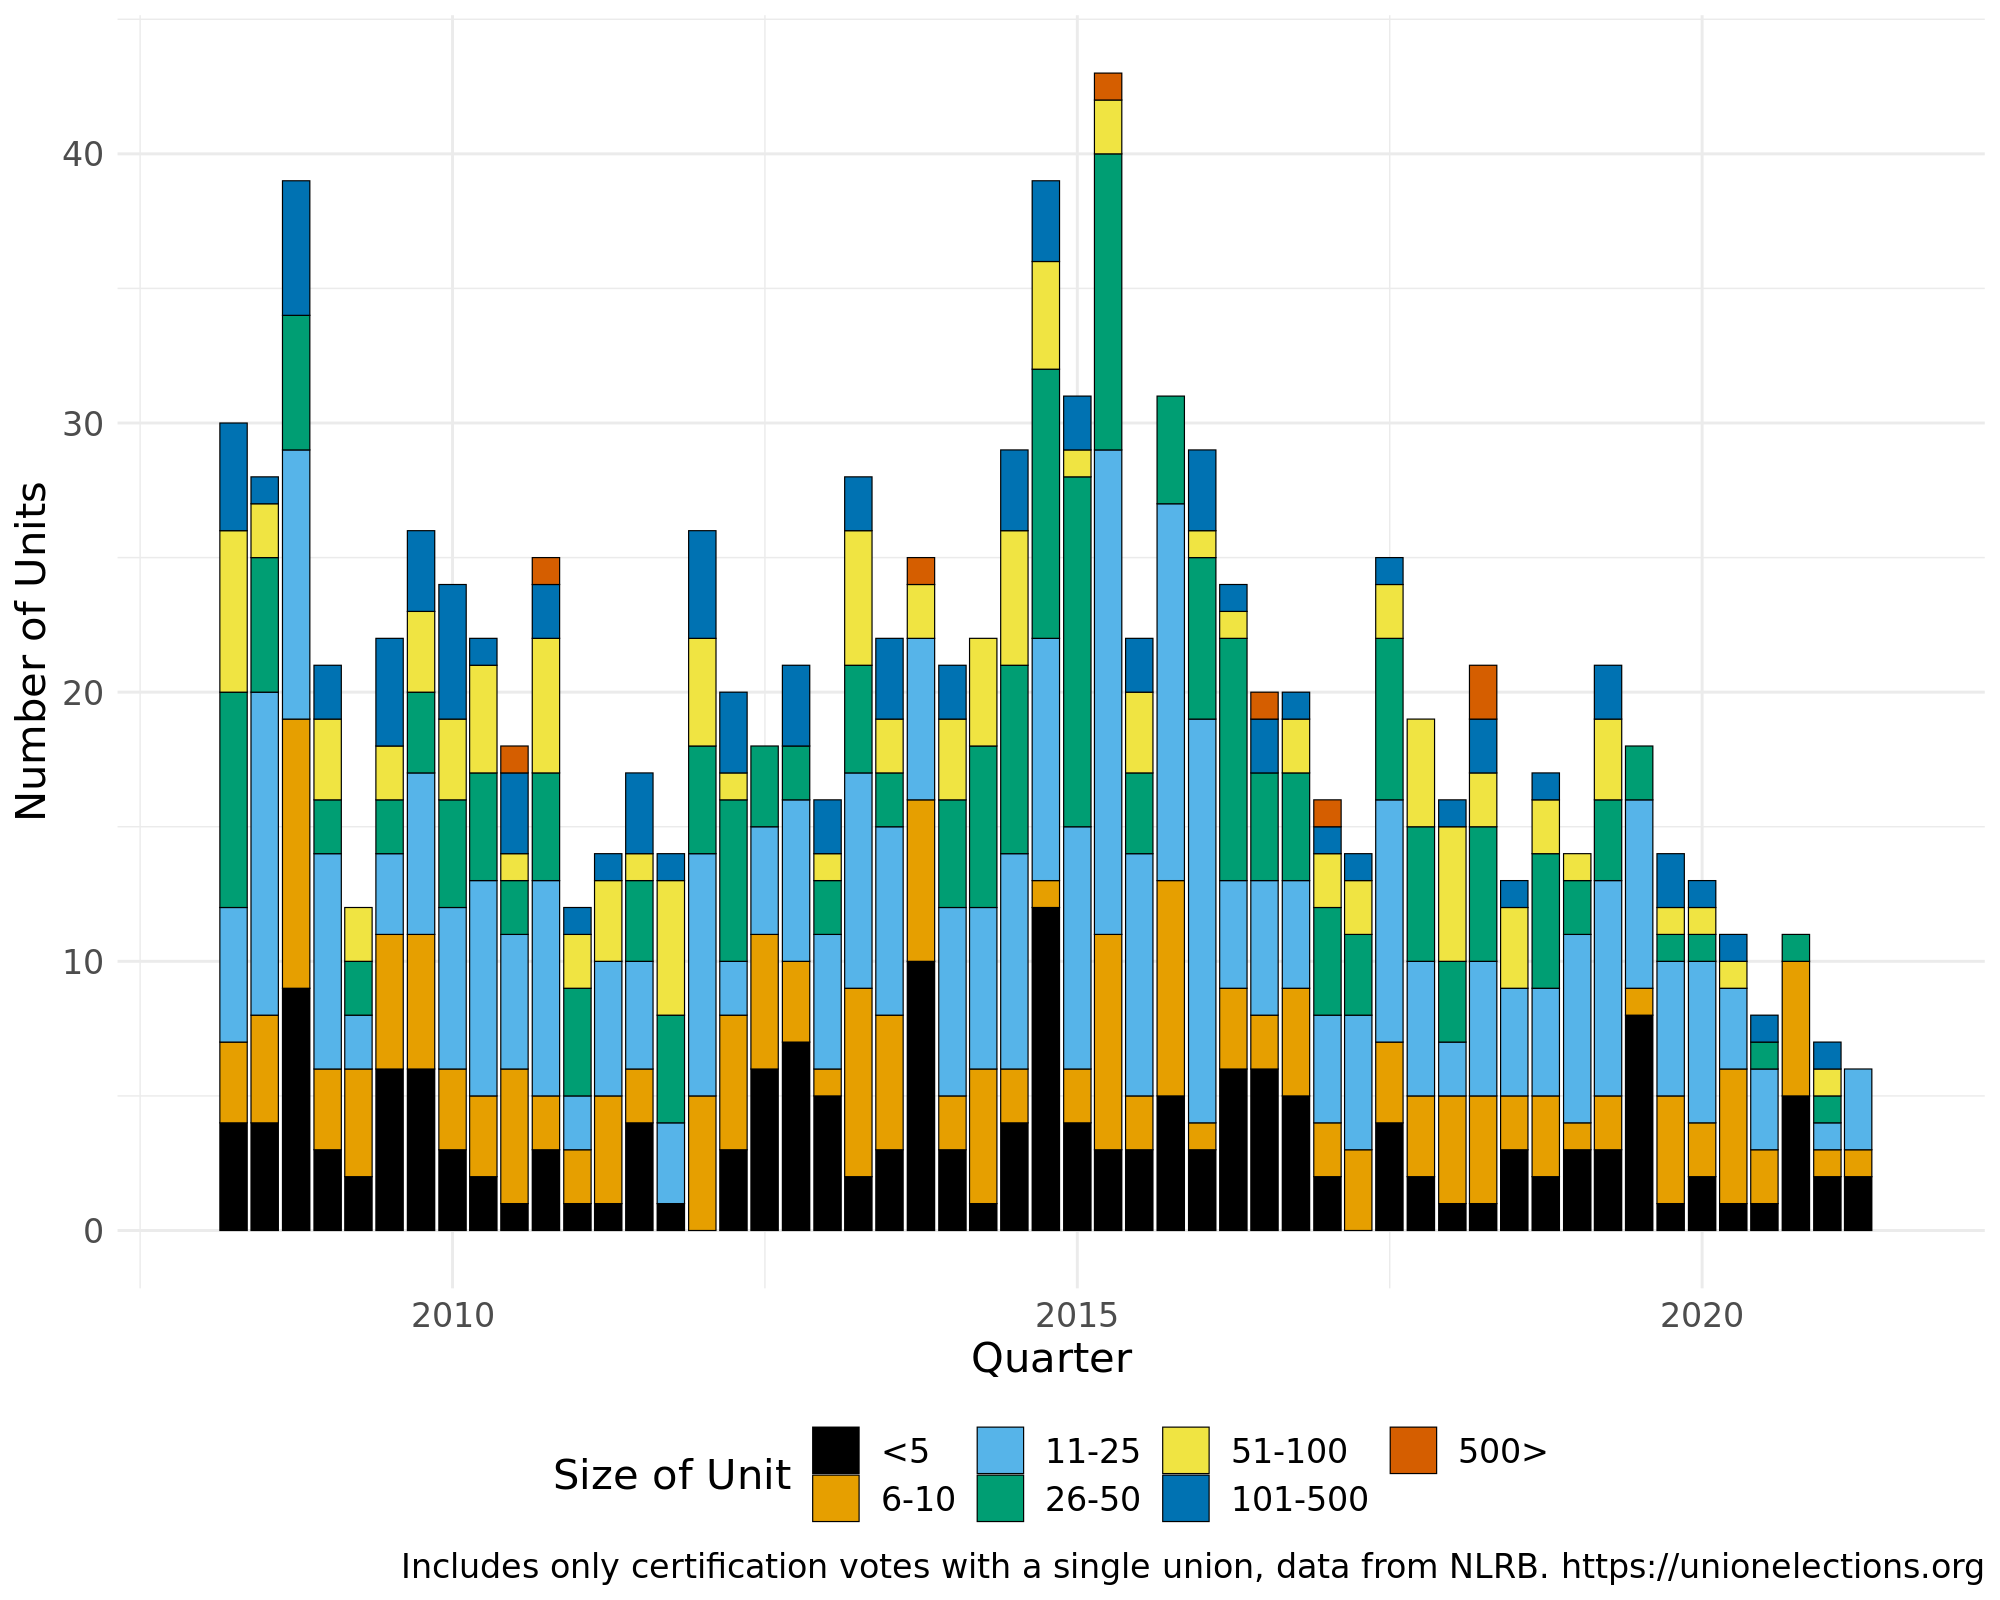 Number of Units
40
30
20
10
0
2010 2015 2020
Quarter
Size of Unit
<5 11-25 51-100 500>
6-10 26-50 101-500
Includes only certification votes with a single union, data from NLRB. https://unionelections.org